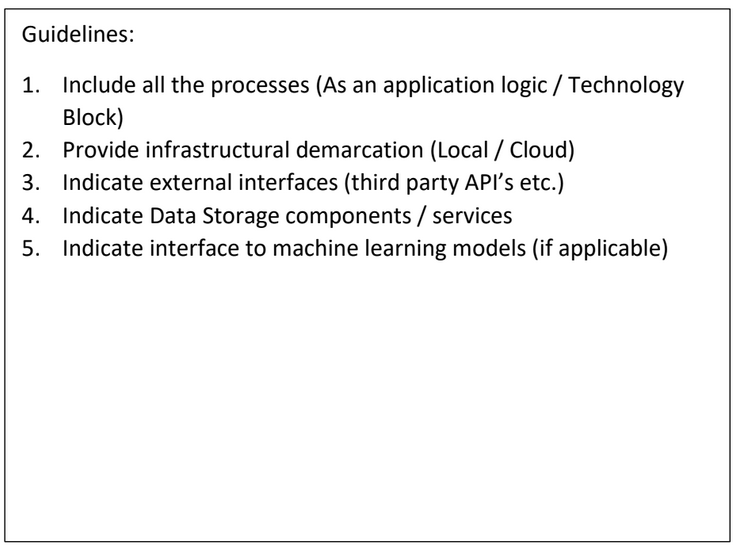 Guidelines:
1. Include all the processes (As an application logic / Technology
Block)
2. Provide infrastructural demarcation (Local / Cloud)
3. Indicate external interfaces (third party API’s etc.)
4. Indicate Data Storage components / services
5. Indicate interface to machine learning models (if applicable)